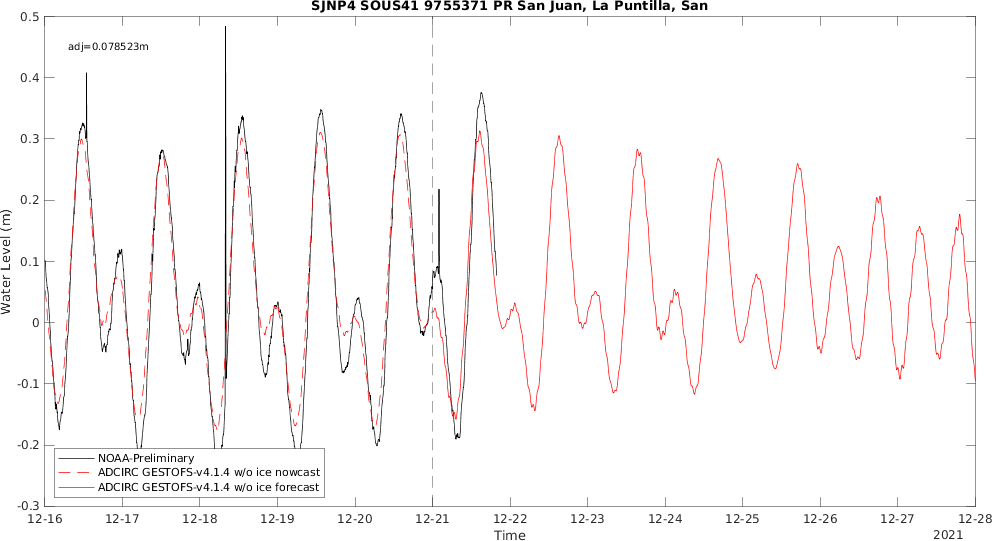 SJNP4 SOUS41 9755371 PR San Juan, La Puntilla, San
adj=0.078523m
Water Level (m)
0.5
0.4
0.3
0.2
0.1
0
-0.1
-0.2
-0.3
NOAA-Preliminary
ADCIRC GESTOFS-v4.1.4 w/o ice nowcast
ADCIRC GESTOFS-v4.1.4 w/o ice forecast
12-16 12-17 12-18 12-19 12-20 12-21 12-22 12-23 12-24 12-25 12-26 12-27 12-28
Time
2021